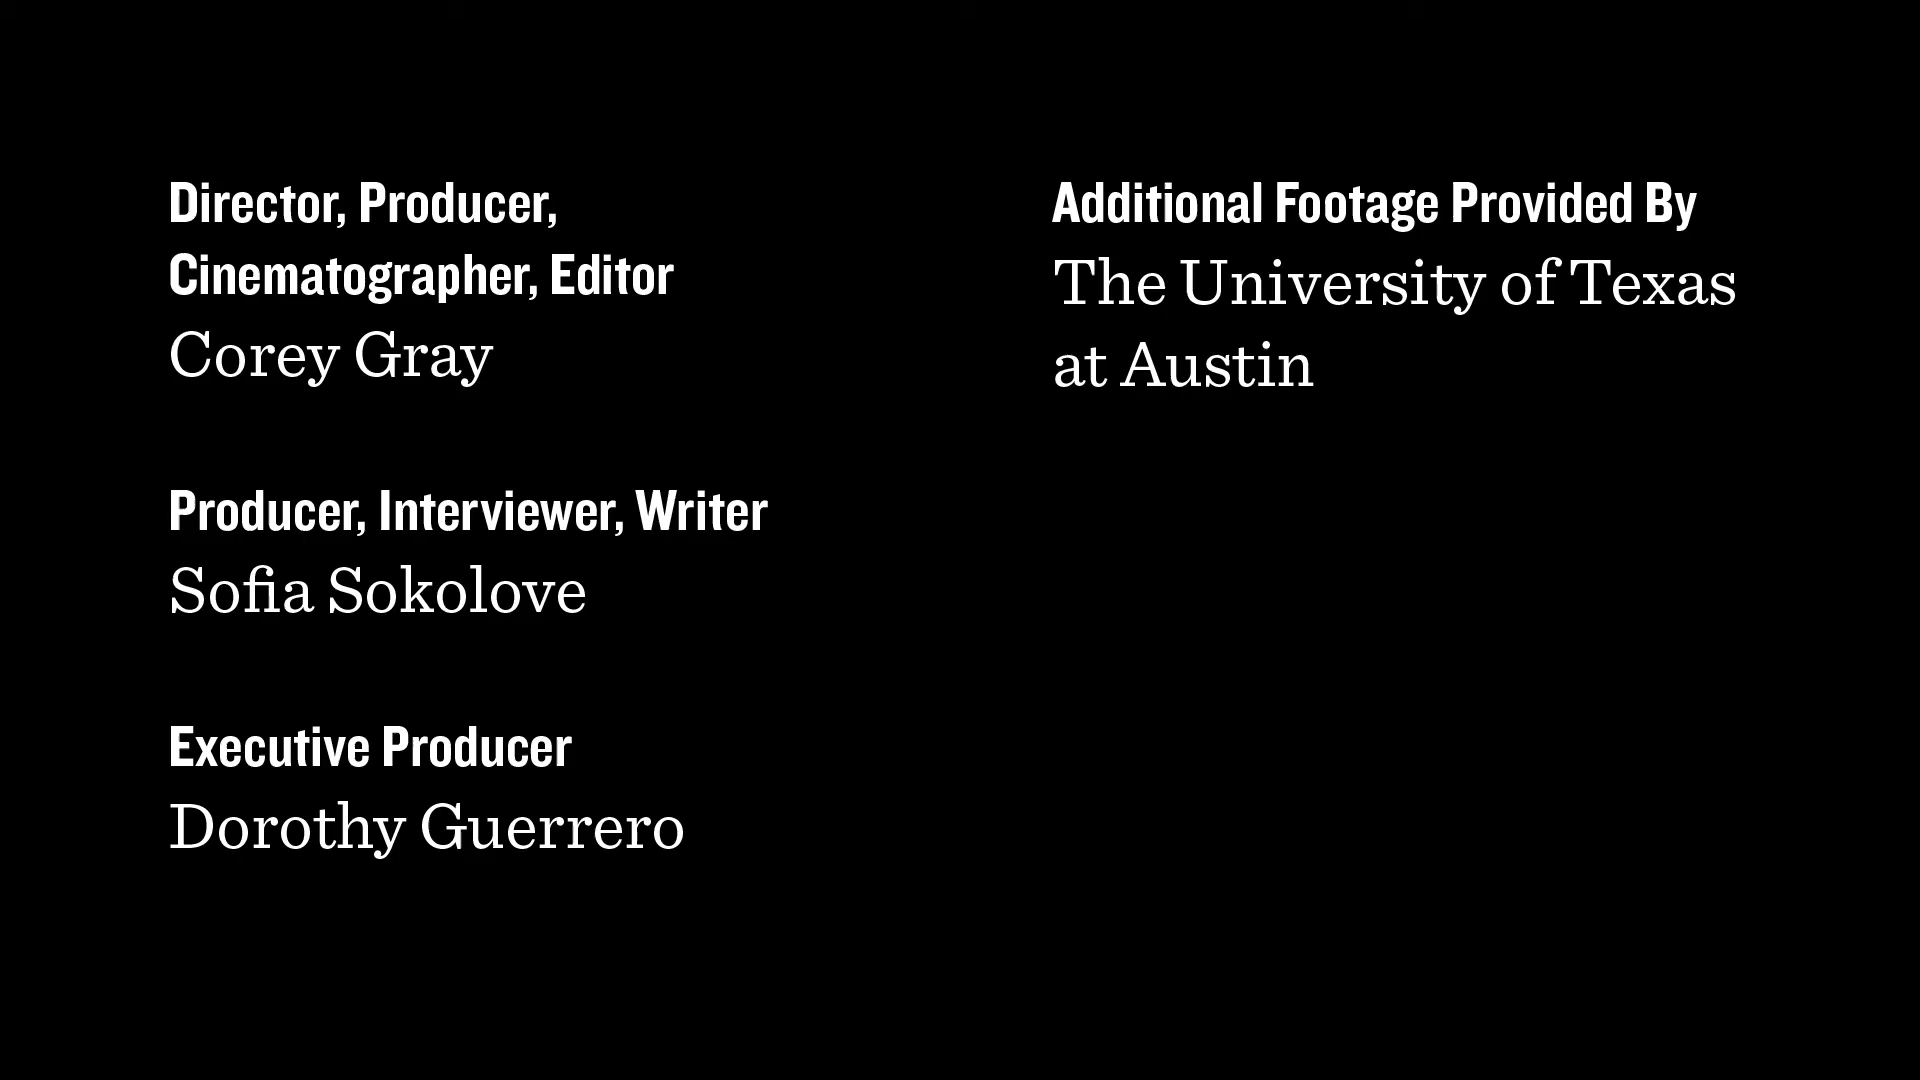 Director, Producer,
Cinematographer, Editor
Corey Gray
Producer, Interviewer, Writer
Sofia Sokolove
Executive Producer
Dorothy Guerrero
Additional Footage Provided By
The University of Texas
at Austin